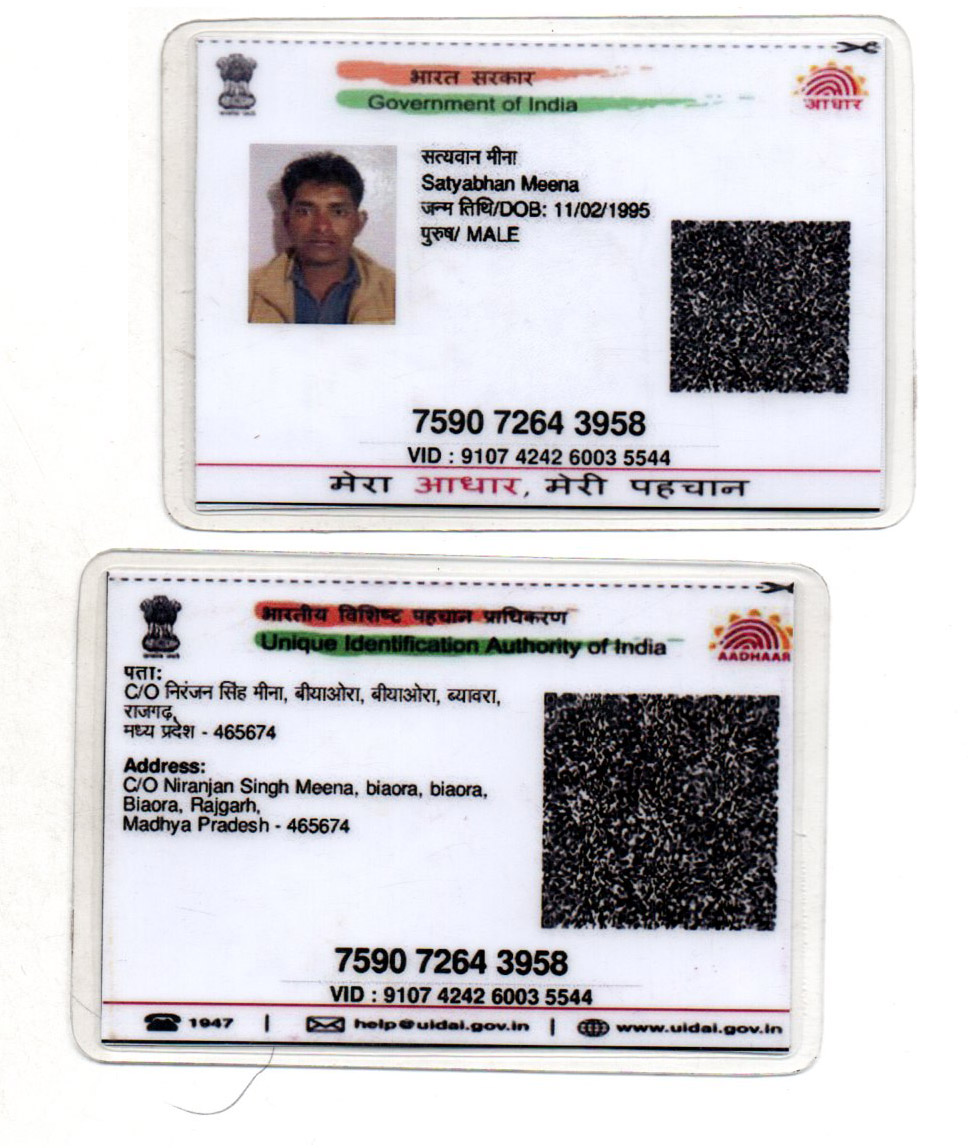 भारत सरकार
Government of India
आधार
सत्यवान मीना
Satyabhan Meena
जन्म तिथि/DOB: 11/02/1995
पुरुष/ MALE
7590 7264 3958
VID : 9107 4242 6003 5544
मेरा आधार, मेरी पहचान
भारतीय विशिष्ट पहचान प्राधिकरण
Unique Identification Authority of India
AADHAAR
पता:
C/O निरंजन सिंह मीना, बीयाओरा, बीयाओरा, ब्यावरा,
राजगढ़,
मध्य प्रदेश - 465674
Address:
C/O Niranjan Singh Meena, biaora, biaora,
Biaora, Rajgarh,
Madhya Pradesh - 465674
7590 7264 3958
VID : 9107 4242 6003 5544
1947 | help@uidai.gov.in | www.uidai.gov.in